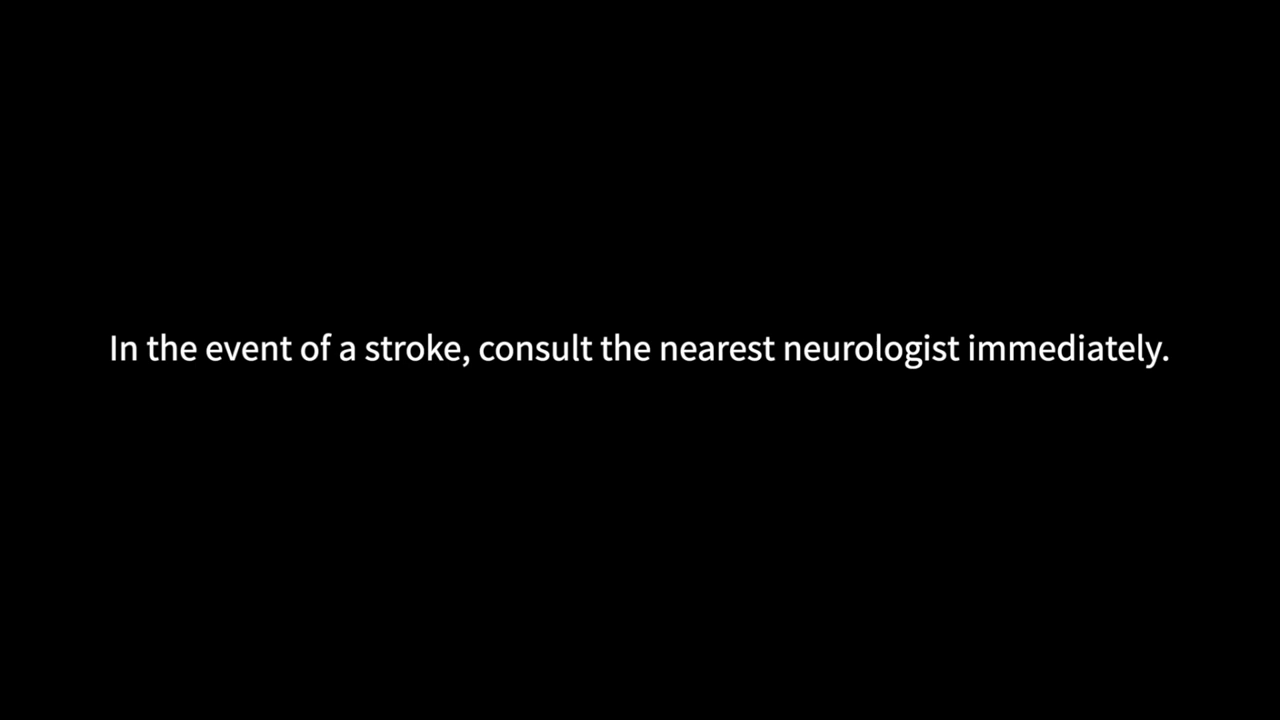 In the event of a stroke, consult the nearest neurologist immediately.